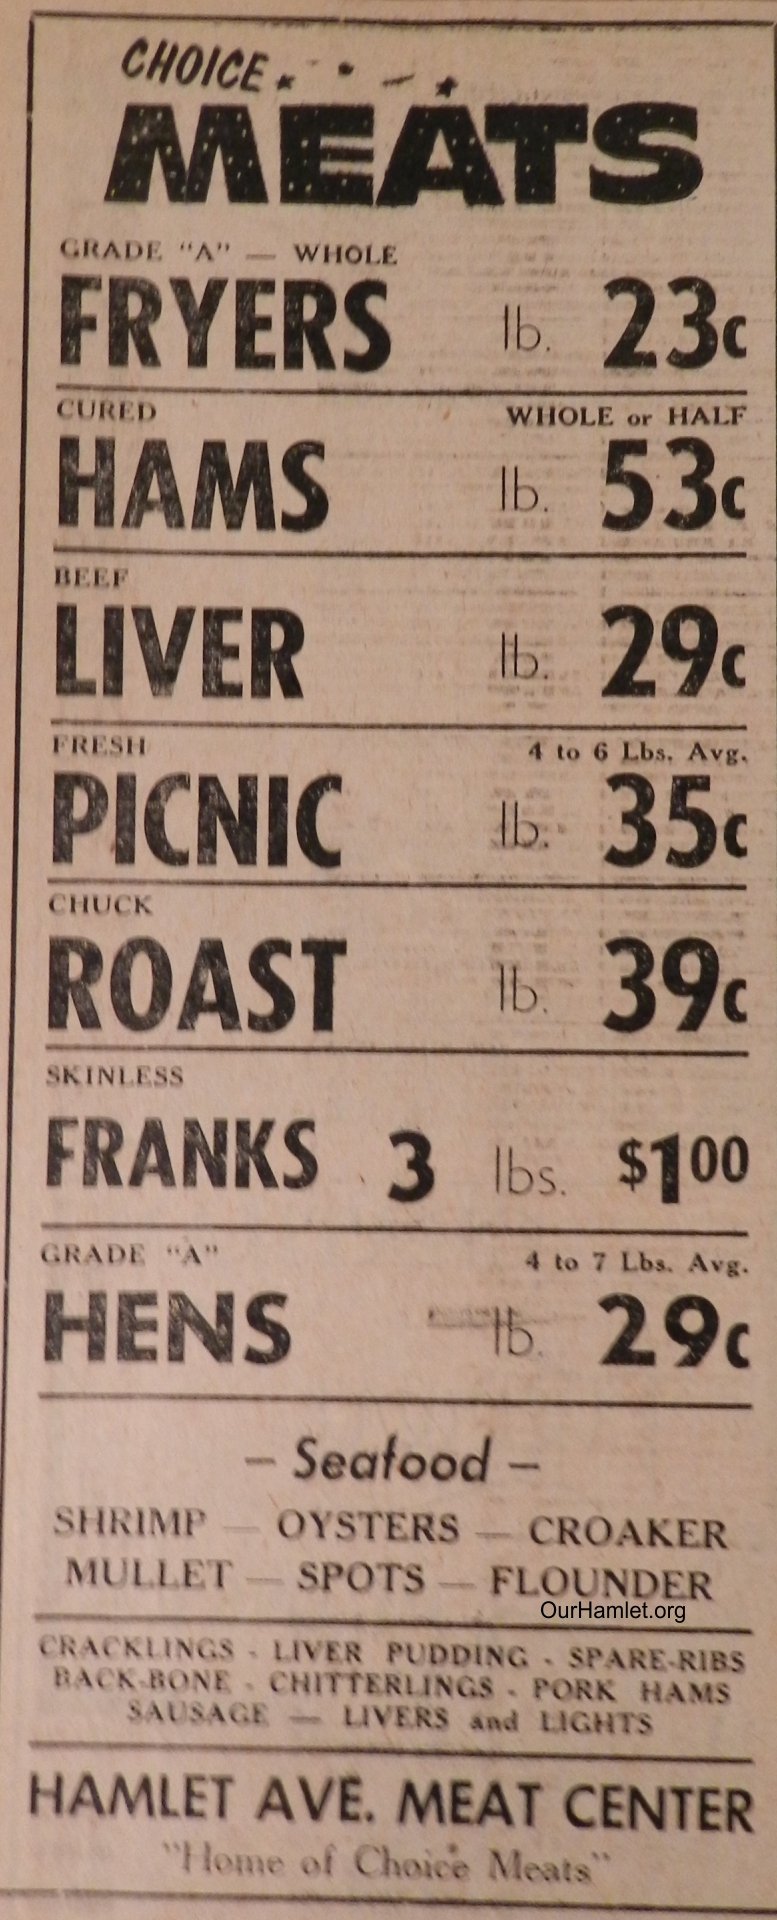 CHOICE
MEATS
GRADE "A" — WHOLE
FRYERS lb. 23c
CURED WHOLE or HALF
HAMS lb. 53c
BEEF
LIVER lb. 29c
FRESH 4 to 6 Lbs. Avg.
PICNIC lb. 35c
CHUCK
ROAST lb. 39c
SKINLESS
FRANKS 3 lbs. $100
GRADE "A" 4 to 7 Lbs. Avg.
HENS lb. 29c
– Seafood –
SHRIMP — OYSTERS — CROAKER
MULLET — SPOTS — FLOUNDER
OurHamlet.org
CRACKLINGS - LIVER PUDDING - SPARE-RIBS
BACK-BONE - CHITTERLINGS - PORK HAMS
SAUSAGE — LIVERS and LIGHTS
HAMLET AVE. MEAT CENTER
"Home of Choice Meats"